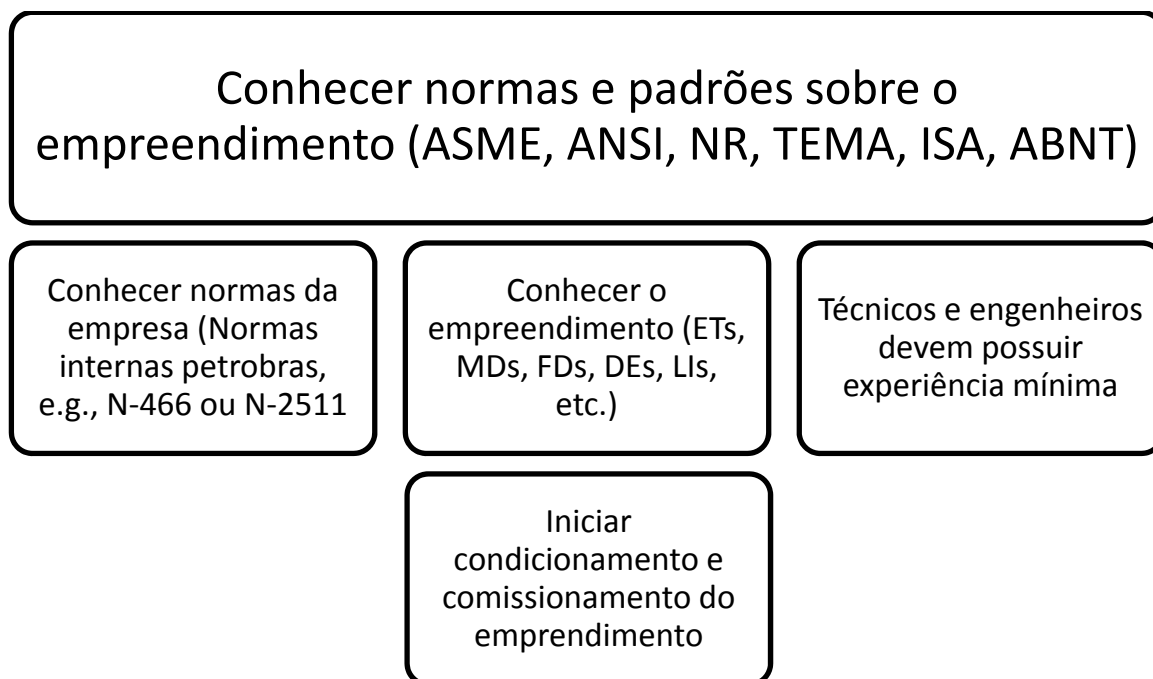 Conhecer normas e padrões sobre o
empreendimento (ASME, ANSI, NR, TEMA, ISA, ABNT)
Conhecer normas da
empresa (Normas
internas petrobras,
e.g., N-466 ou N-2511
Conhecer o
empreendimento (ETs,
MDs, FDs, DEs, LIs,
etc.)
Técnicos e engenheiros
devem possuir
experiência mínima
Iniciar
condicionamento e
comissionamento do
emprendimento